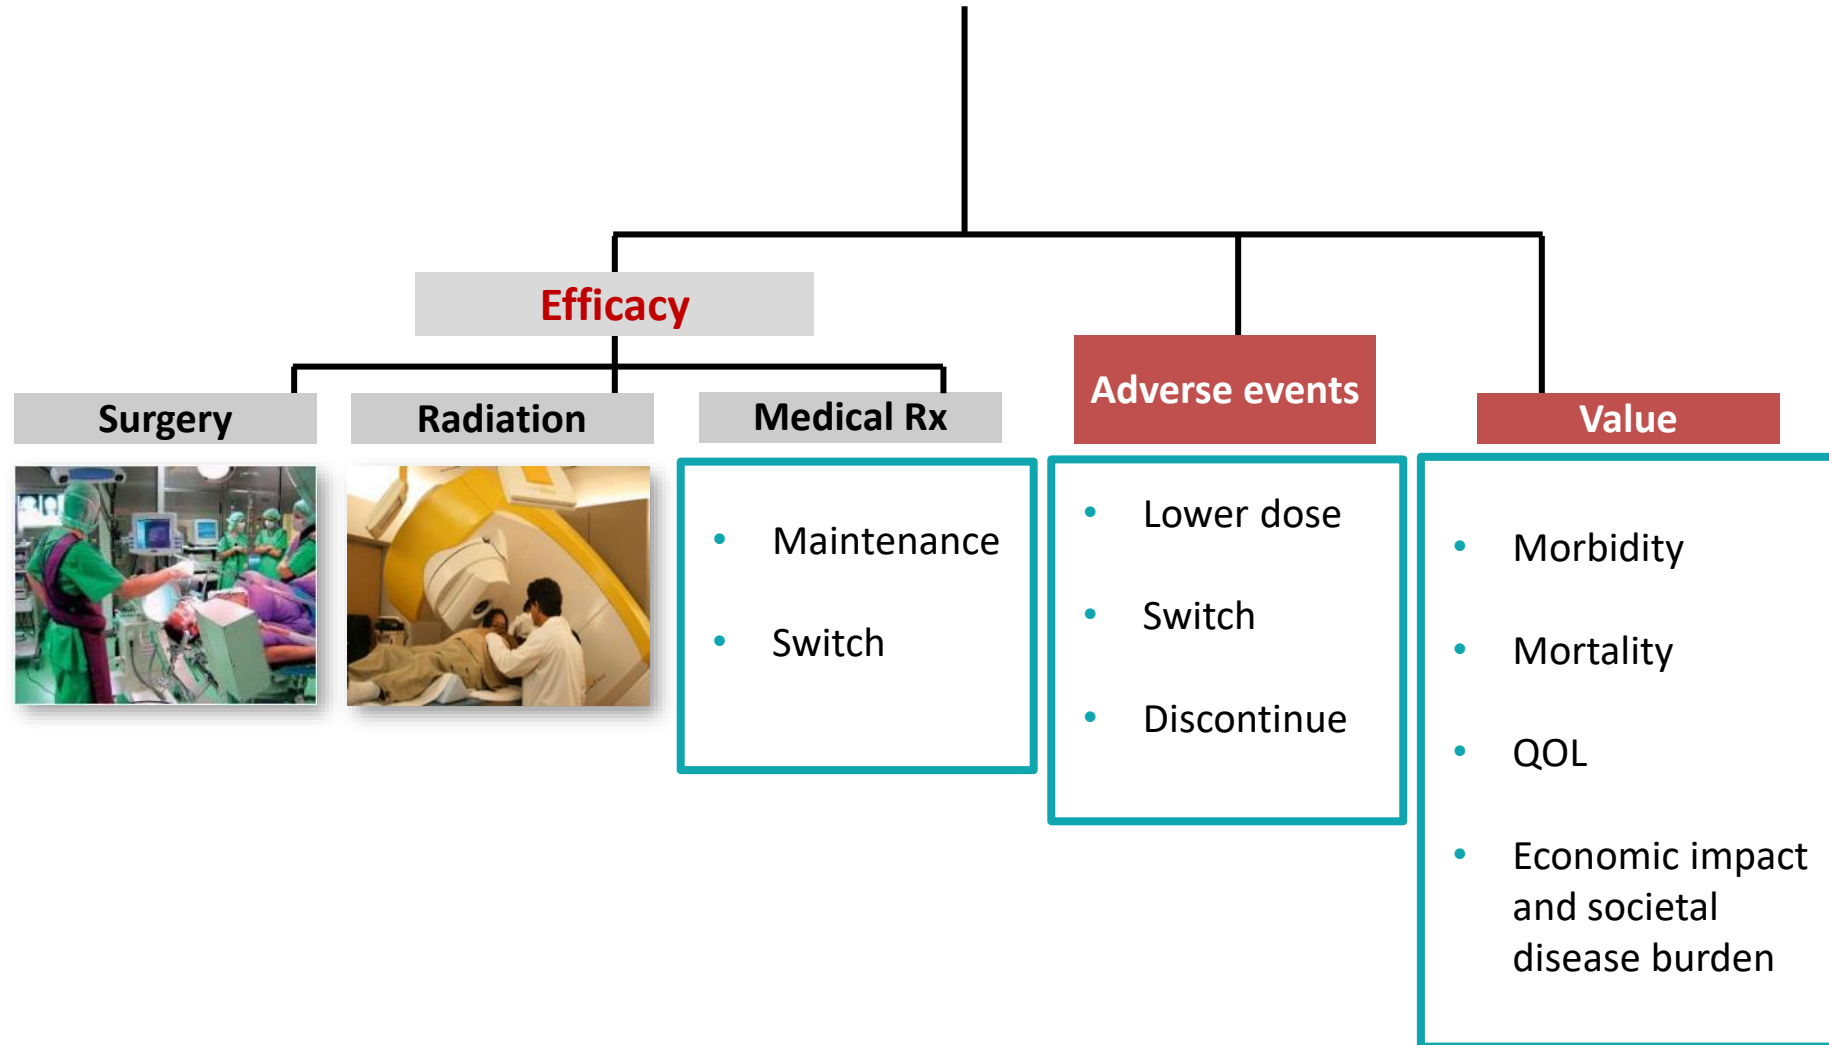 Efficacy
Surgery
Radiation
Medical Rx
Adverse events
Value
• Maintenance
• Switch
• Lower dose
• Switch
• Discontinue
• Morbidity
• Mortality
• QOL
• Economic impact
and societal
disease burden